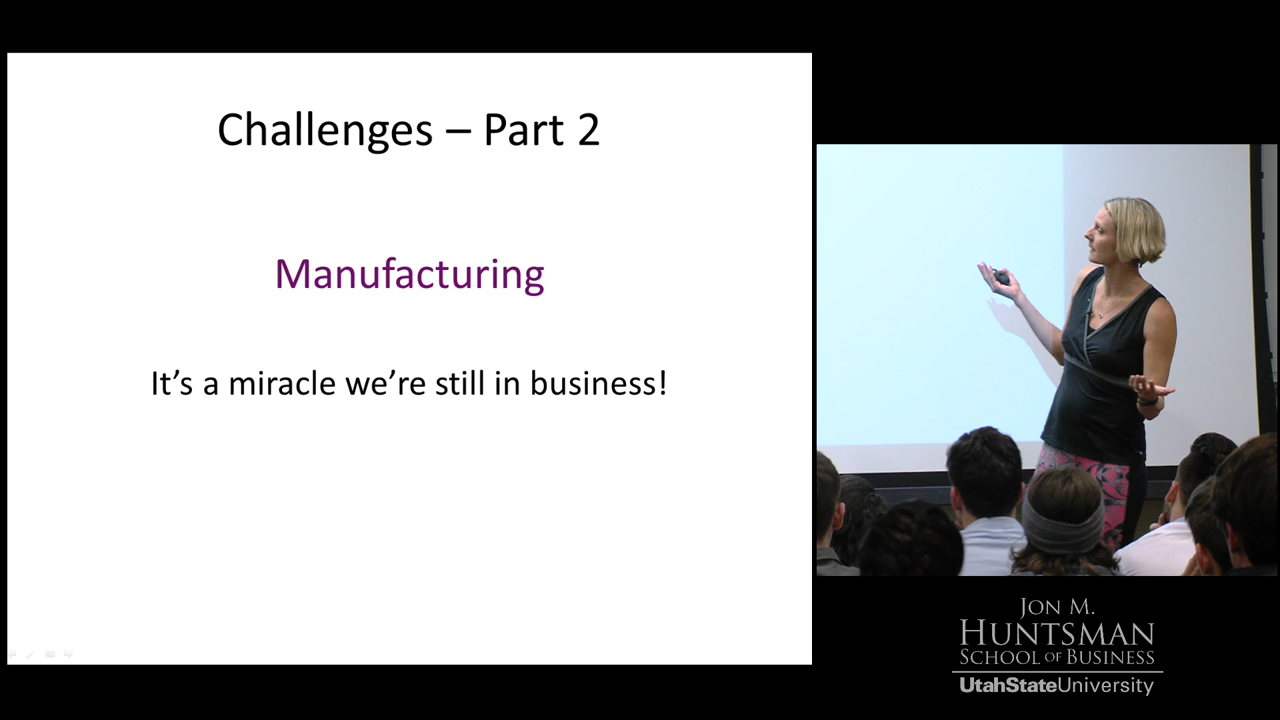 Challenges – Part 2
Manufacturing
It's a miracle we're still in business!
JON M.
HUNTSMAN
SCHOOL OF BUSINESS
UtahStateUniversity